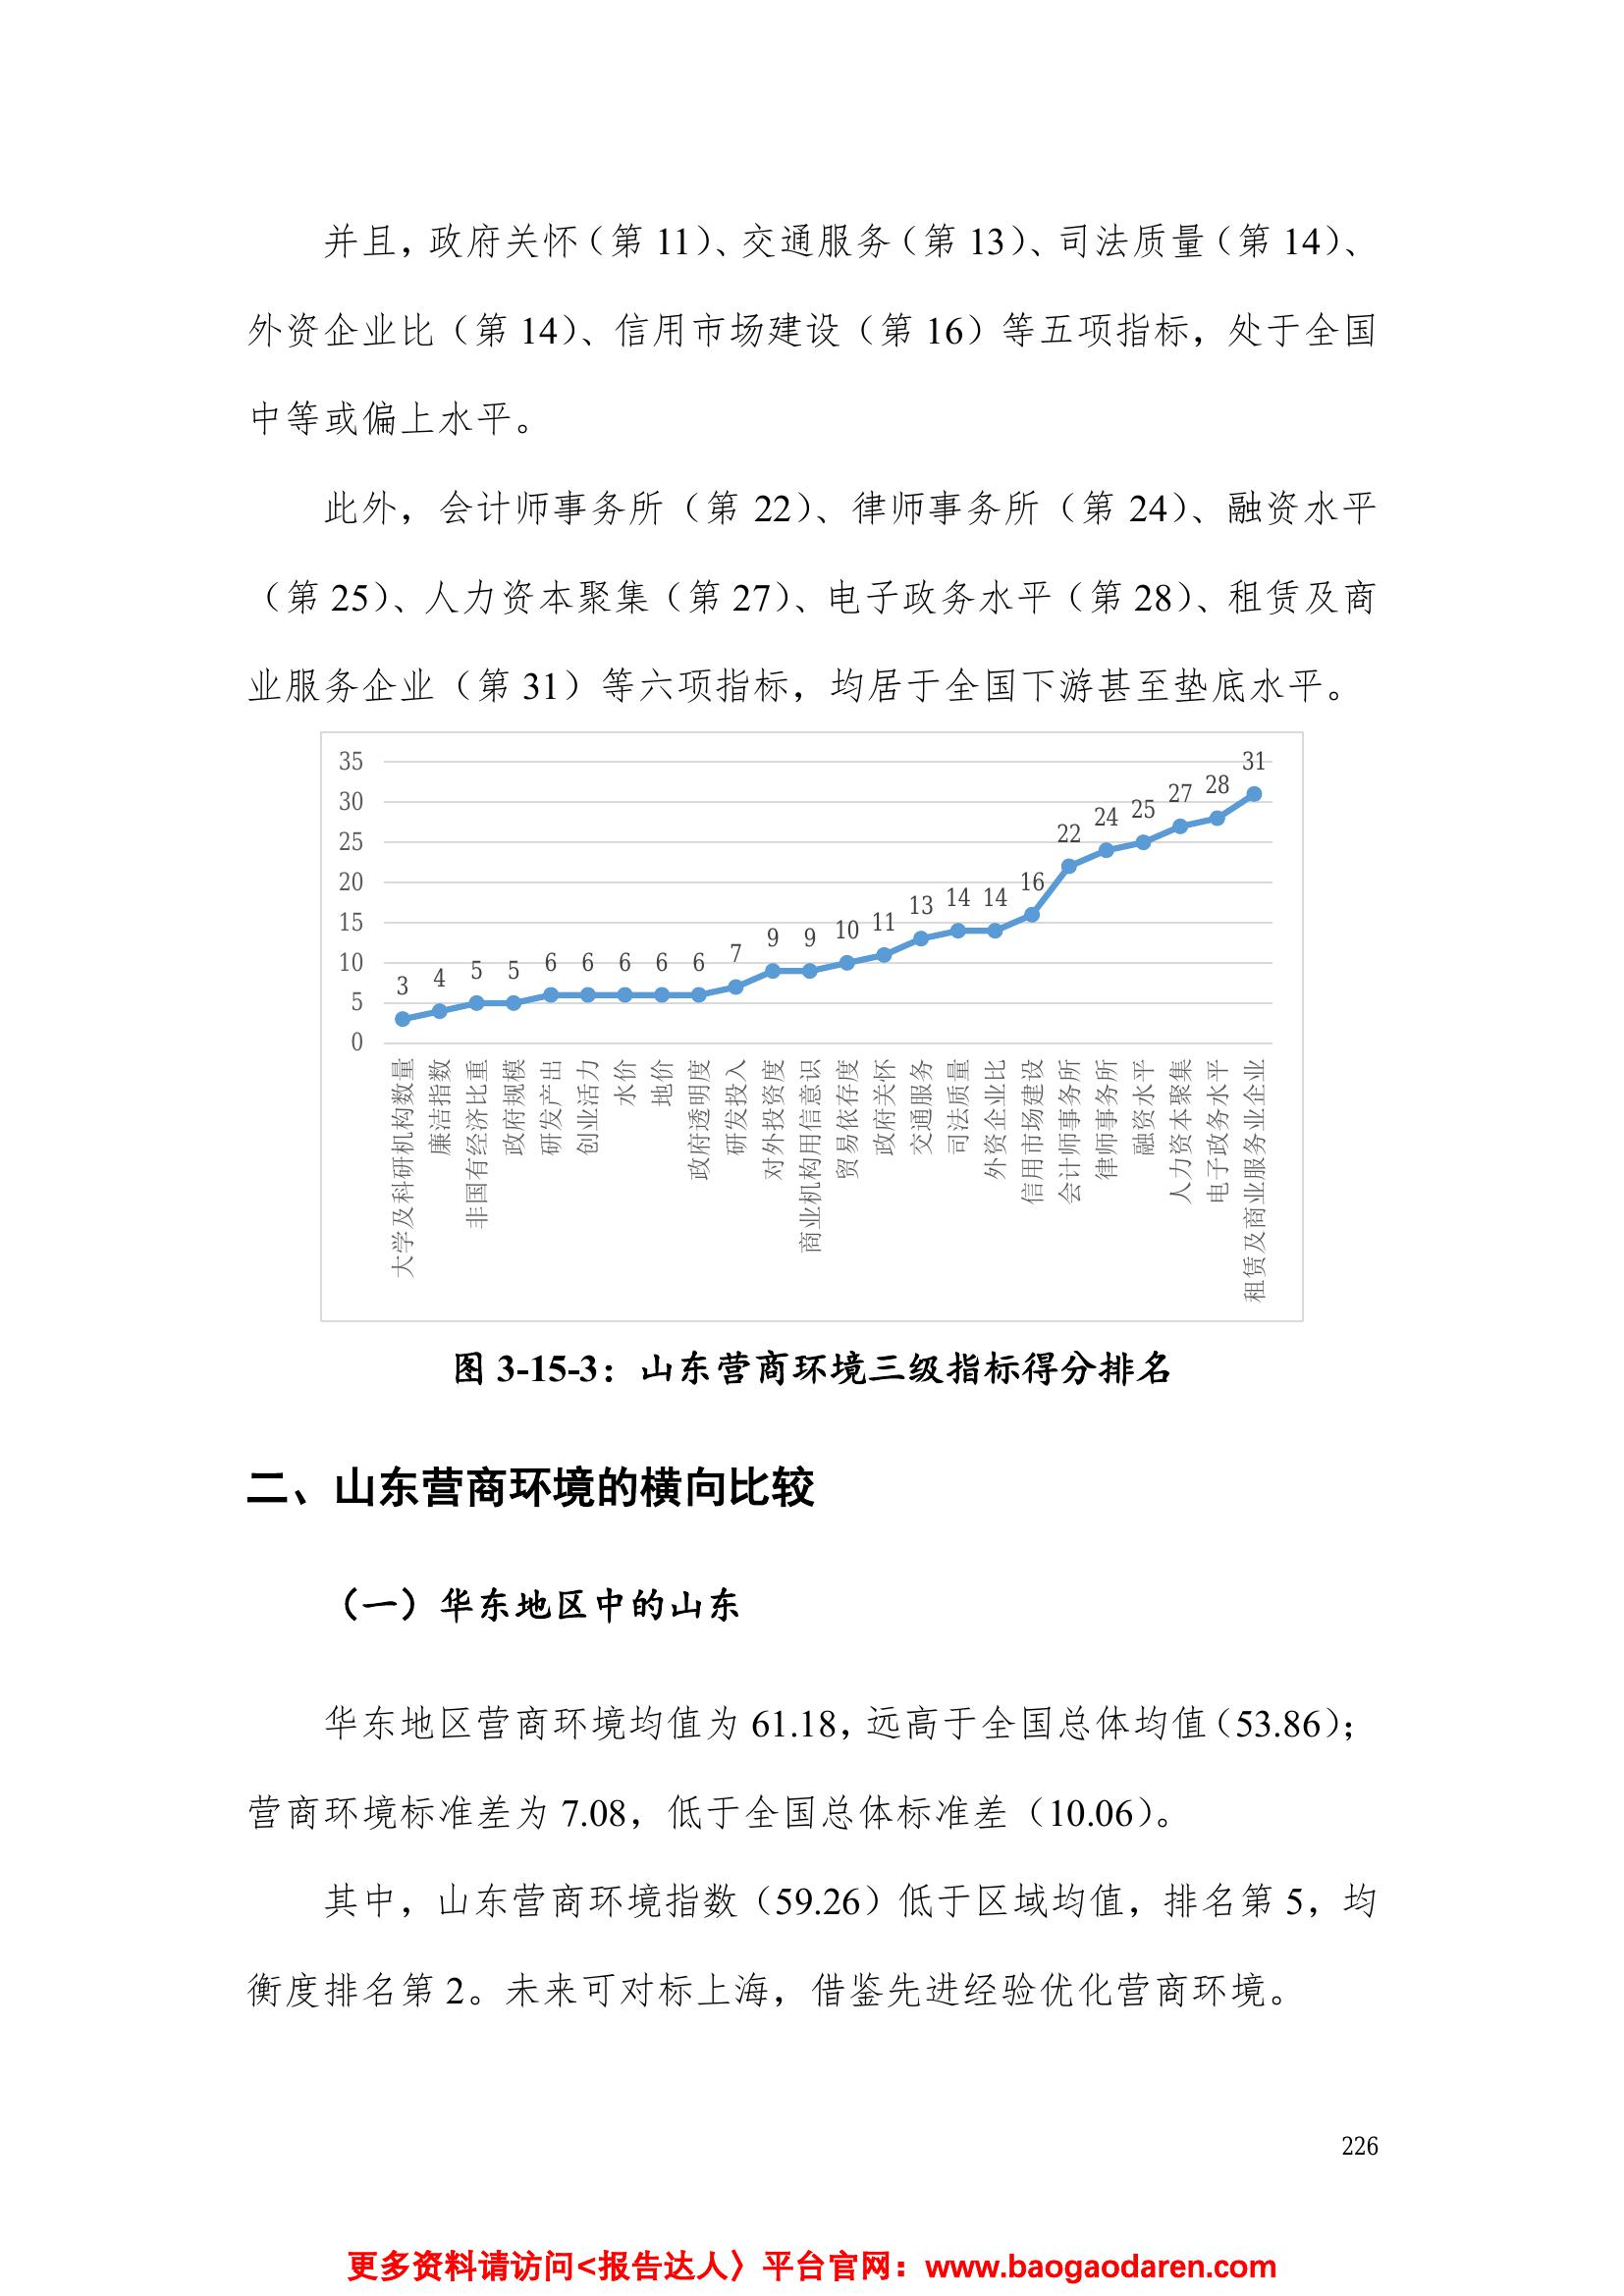 并且，政府关怀（第 11）、交通服务（第 13）、司法质量（第 14）、
外资企业比（第 14）、信用市场建设（第 16）等五项指标，处于全国
中等或偏上水平。
此外，会计师事务所（第 22）、律师事务所（第 24）、融资水平
（第 25）、人力资本聚集（第 27）、电子政务水平（第 28）、租赁及商
业服务企业（第 31）等六项指标，均居于全国下游甚至垫底水平。
35
30
25
20
15
10
5
0
3 4 5 5 6 6 6 6 6 7 9 9 10 11 13 14 14 16 22 24 25 27 28 31
大学及科研机构数量
廉洁指数
非国有经济比重
政府规模
研发产出
创业活力
水价
地价
政府透明度
研发投入
对外投资度
商业机构用信意识
贸易依存度
政府关怀
交通服务
司法质量
外资企业比
信用市场建设
会计师事务所
律师事务所
融资水平
人力资本聚集
电子政务水平
租赁及商业服务业企业
图 3-15-3：山东营商环境三级指标得分排名
二、山东营商环境的横向比较
（一）华东地区中的山东
华东地区营商环境均值为 61.18，远高于全国总体均值（53.86）；
营商环境标准差为 7.08，低于全国总体标准差（10.06）。
其中，山东营商环境指数（59.26）低于区域均值，排名第 5，均
衡度排名第 2。未来可对标上海，借鉴先进经验优化营商环境。
226
更多资料请访问<报告达人〉平台官网：www.baogaodaren.com